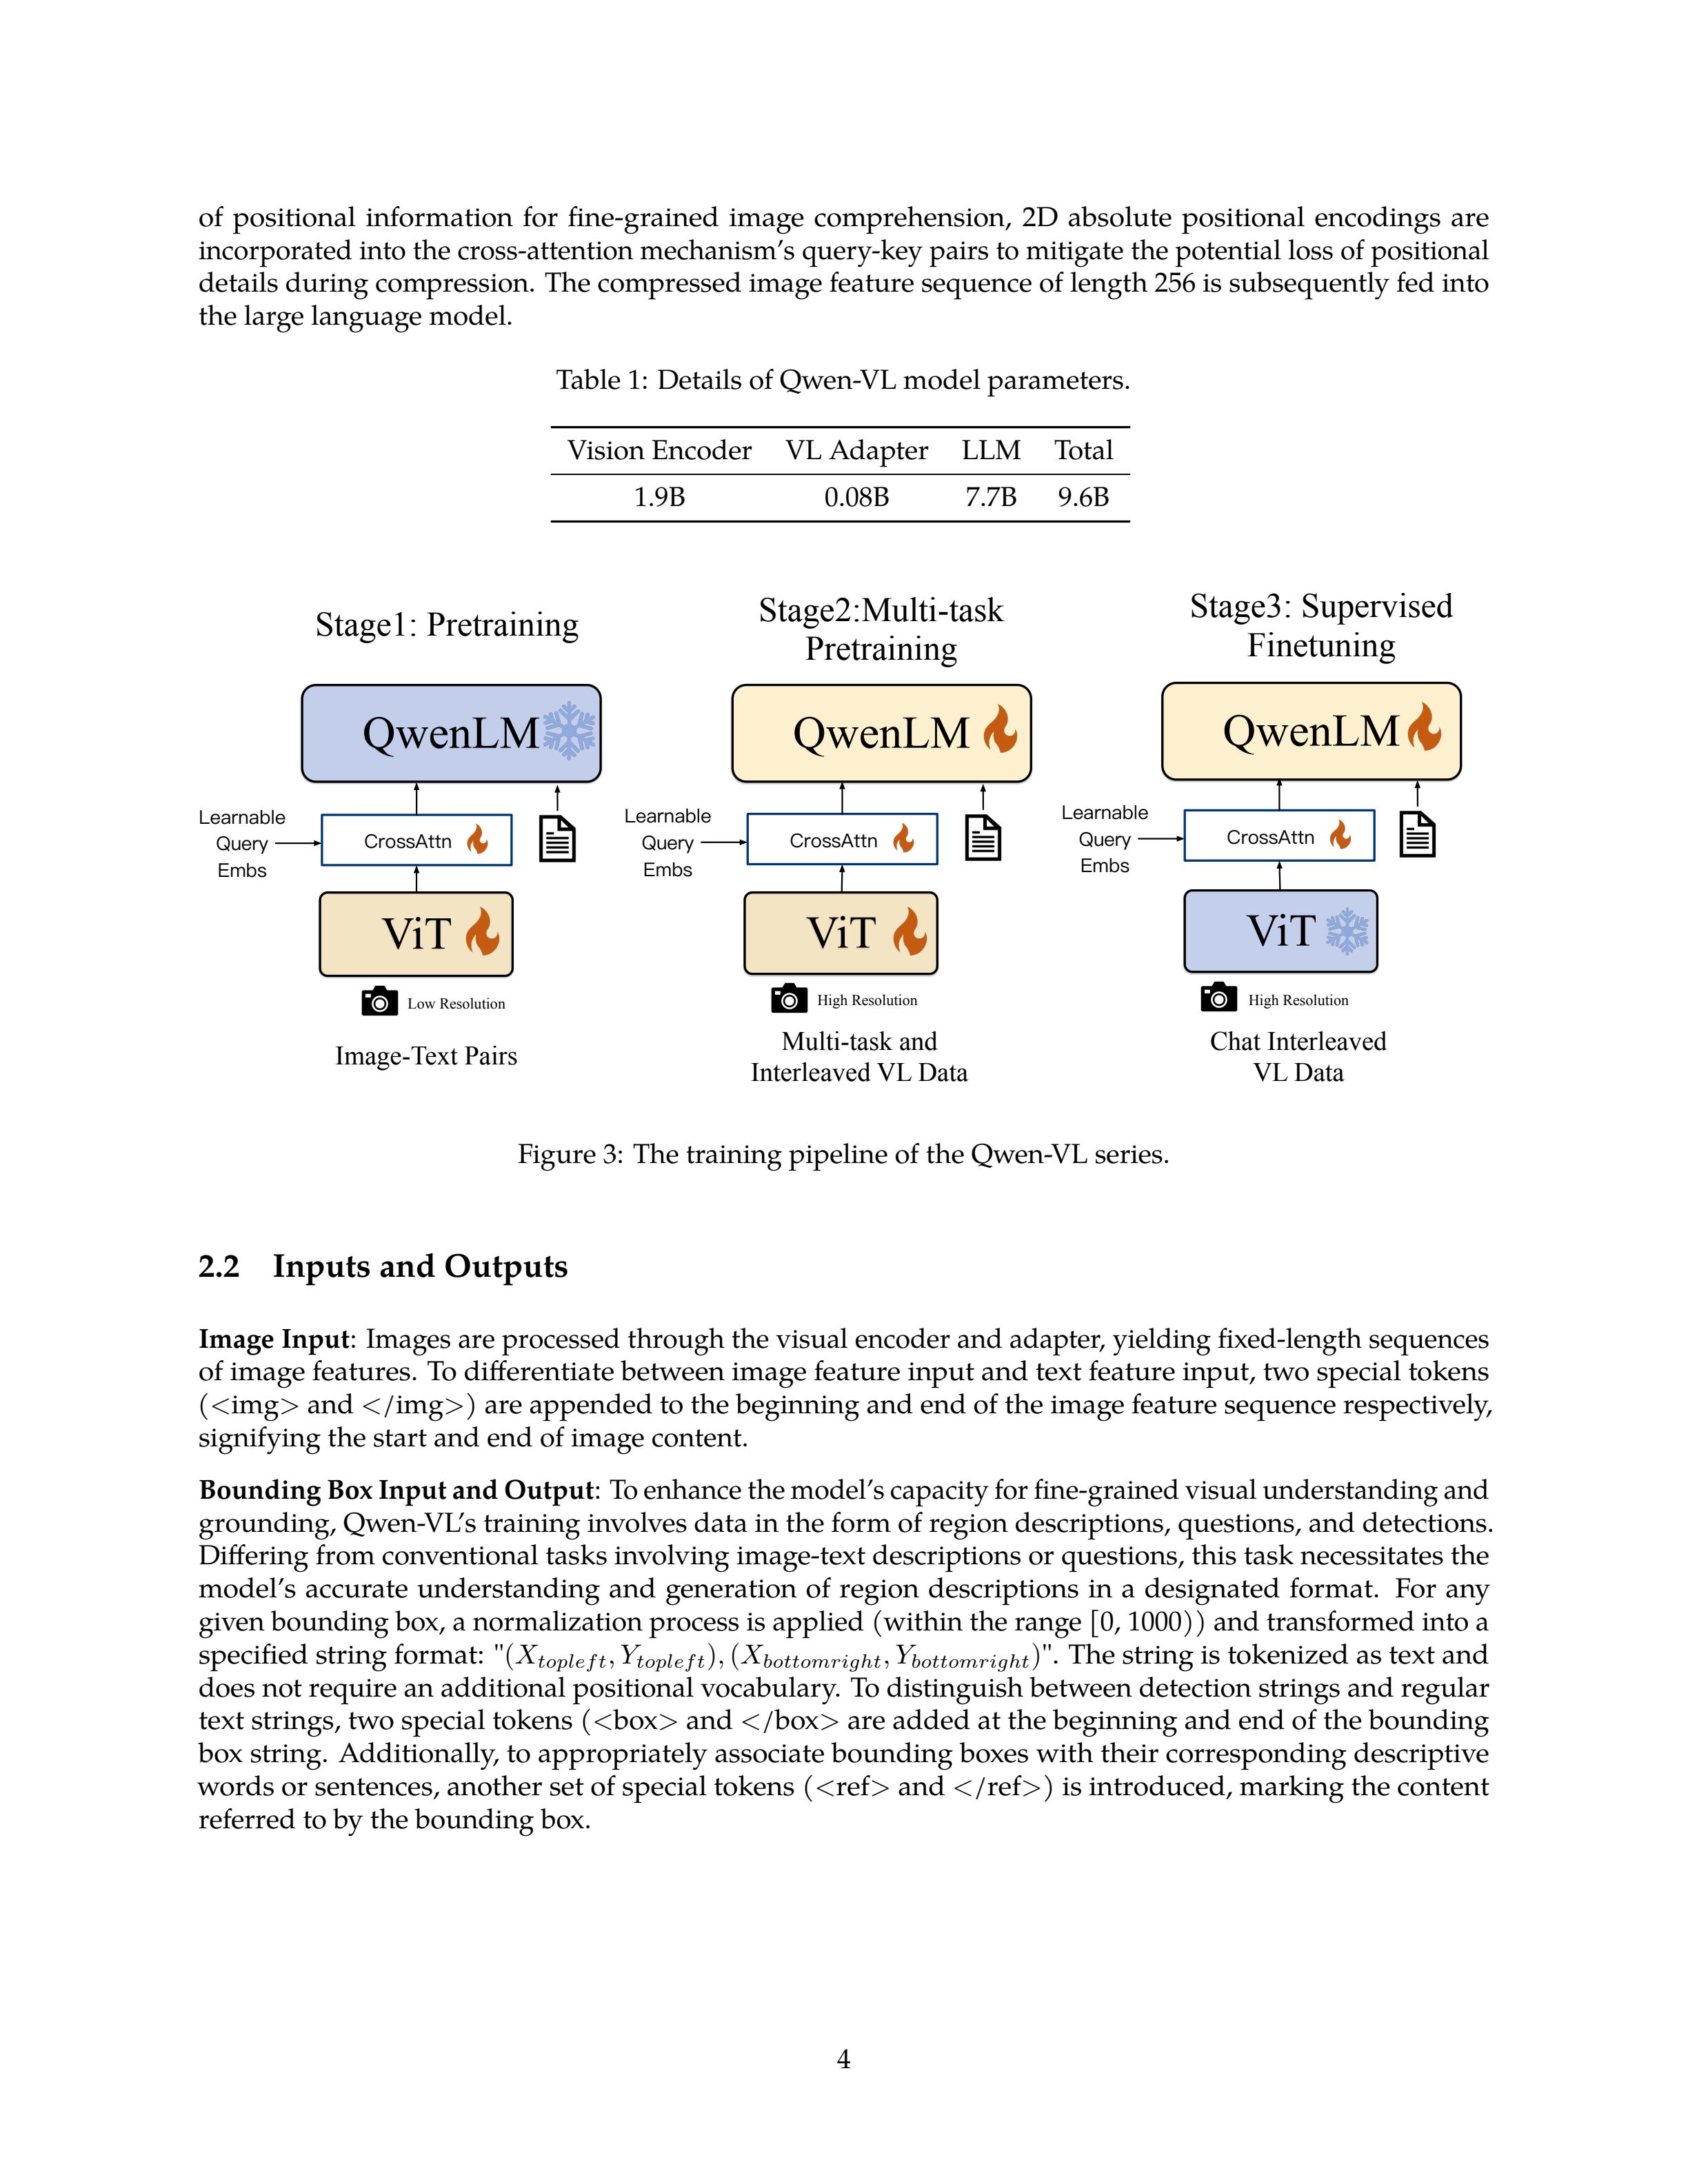 of positional information for fine-grained image comprehension, 2D absolute positional encodings are
incorporated into the cross-attention mechanism's query-key pairs to mitigate the potential loss of positional
details during compression. The compressed image feature sequence of length 256 is subsequently fed into
the large language model.
Table 1: Details of Qwen-VL model parameters.
Vision Encoder VL Adapter LLM Total
1.9B 0.08B 7.7B 9.6B
Stage1: Pretraining
QwenLM
Learnable
Query
Embs
CrossAttn
ViT
Low Resolution
Image-Text Pairs
Stage2:Multi-task
Pretraining
QwenLM
Learnable
Query
Embs
CrossAttn
ViT
High Resolution
Multi-task and
Interleaved VL Data
Stage3: Supervised
Finetuning
QwenLM
Learnable
Query
Embs
CrossAttn
ViT
High Resolution
Chat Interleaved
VL Data
Figure 3: The training pipeline of the Qwen-VL series.
2.2 Inputs and Outputs
Image Input: Images are processed through the visual encoder and adapter, yielding fixed-length sequences
of image features. To differentiate between image feature input and text feature input, two special tokens
(<img> and </img>) are appended to the beginning and end of the image feature sequence respectively,
signifying the start and end of image content.
Bounding Box Input and Output: To enhance the model's capacity for fine-grained visual understanding and
grounding, Qwen-VL's training involves data in the form of region descriptions, questions, and detections.
Differing from conventional tasks involving image-text descriptions or questions, this task necessitates the
model's accurate understanding and generation of region descriptions in a designated format. For any
given bounding box, a normalization process is applied (within the range [0, 1000)) and transformed into a
specified string format: "(X_topleft, Y_topleft), (X_bottomright, Y_bottomright)". The string is tokenized as text and
does not require an additional positional vocabulary. To distinguish between detection strings and regular
text strings, two special tokens (<box> and </box> are added at the beginning and end of the bounding
box string. Additionally, to appropriately associate bounding boxes with their corresponding descriptive
words or sentences, another set of special tokens (<ref> and </ref>) is introduced, marking the content
referred to by the bounding box.
4